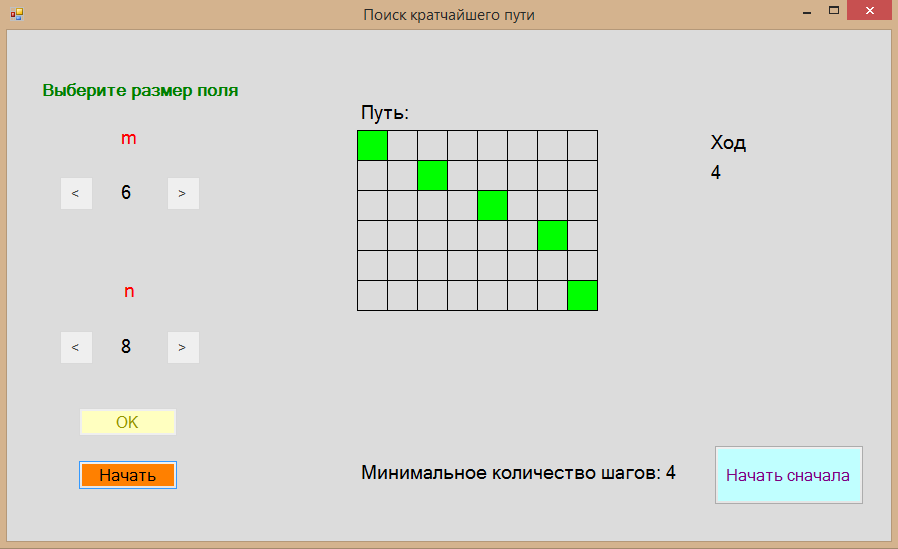 Поиск кратчайшего пути
Выберите размер поля
m
< 6 >
n
< 8 >
OK
Начать
Путь:
Ход
4
Минимальное количество шагов: 4
Начать сначала